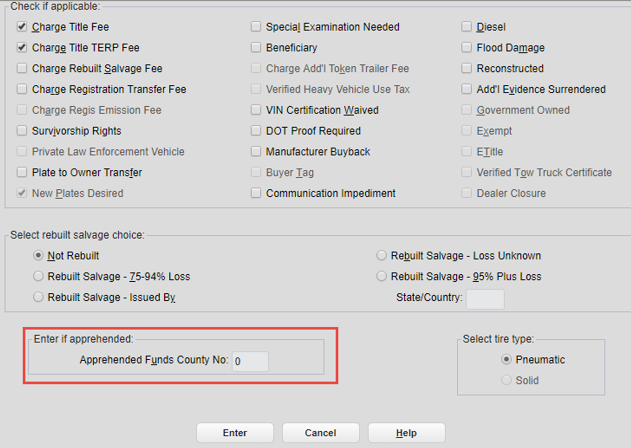 Check if applicable:
Charge Title Fee
Special Examination Needed
Diesel
Charge Title TERP Fee
Beneficiary
Flood Damage
Charge Rebuilt Salvage Fee
Charge Add'l Token Trailer Fee
Reconstructed
Charge Registration Transfer Fee
Verified Heavy Vehicle Use Tax
Add'l Evidence Surrendered
Charge Regis Emission Fee
VIN Certification Waived
Government Owned
Survivorship Rights
DOT Proof Required
Exempt
Private Law Enforcement Vehicle
Manufacturer Buyback
ETitle
Plate to Owner Transfer
Buyer Tag
Verified Tow Truck Certificate
New Plates Desired
Communication Impediment
Dealer Closure
Select rebuilt salvage choice:
Not Rebuilt
Rebuilt Salvage - Loss Unknown
Rebuilt Salvage - 75-94% Loss
Rebuilt Salvage - 95% Plus Loss
Rebuilt Salvage - Issued By
State/Country:
Enter if apprehended:
Apprehended Funds County No: 0
Select tire type:
Pneumatic
Solid
Enter
Cancel
Help